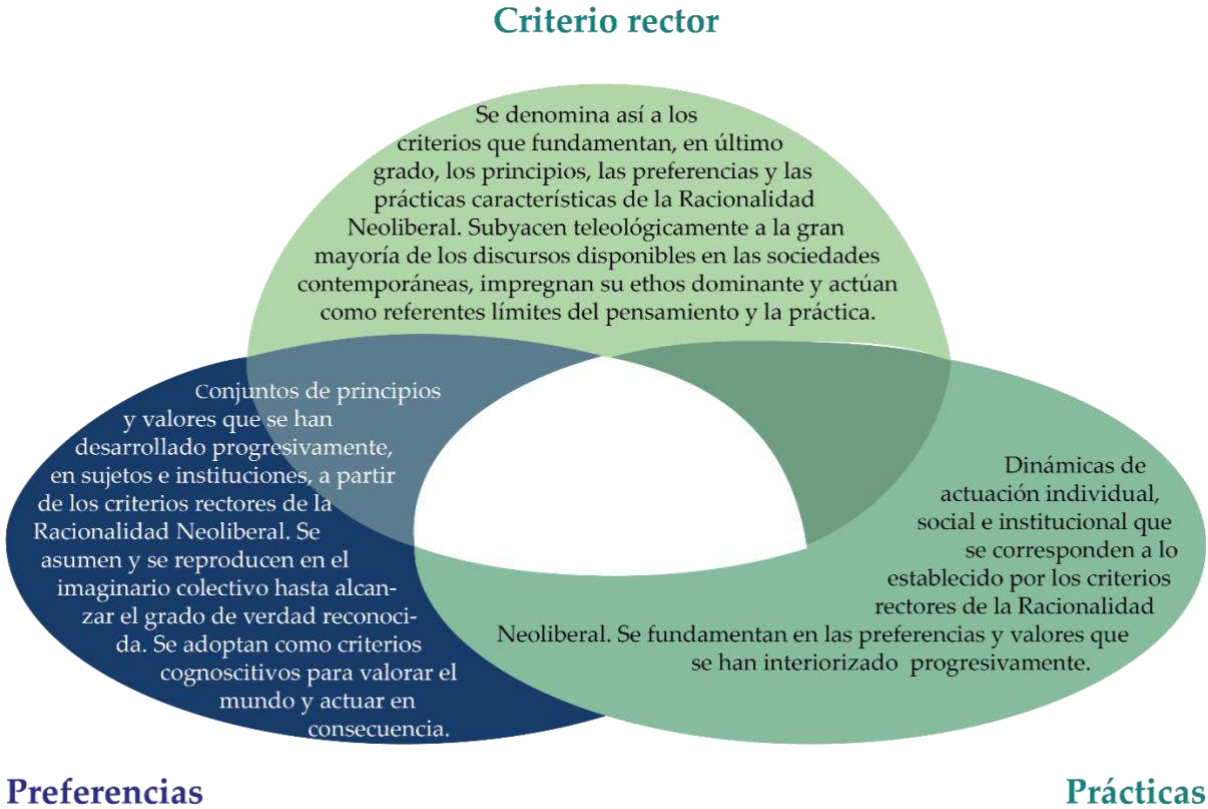 Criterio rector
Se denomina así a los
criterios que fundamentan, en último
grado, los principios, las preferencias y las
prácticas características de la Racionalidad
Neoliberal. Subyacen teleológicamente a la gran
mayoría de los discursos disponibles en las sociedades
contemporáneas, impregnan su ethos dominante y actúan
como referentes límites del pensamiento y la práctica.
Conjuntos de principios
y valores que se han
desarrollado progresivamente,
en sujetos e instituciones, a partir
de los criterios rectores de la
Racionalidad Neoliberal. Se
asumen y se reproducen en el
imaginario colectivo hasta alcan-
zar el grado de verdad reconoci-
da. Se adoptan como criterios
cognoscitivos para valorar el
mundo y actuar en
consecuencia.
Dinámicas de
actuación individual,
social e institucional que
se corresponden a lo
establecido por los criterios
rectores de la Racionalidad
Neoliberal. Se fundamentan en las preferencias y valores que
se han interiorizado progresivamente.
Preferencias
Prácticas